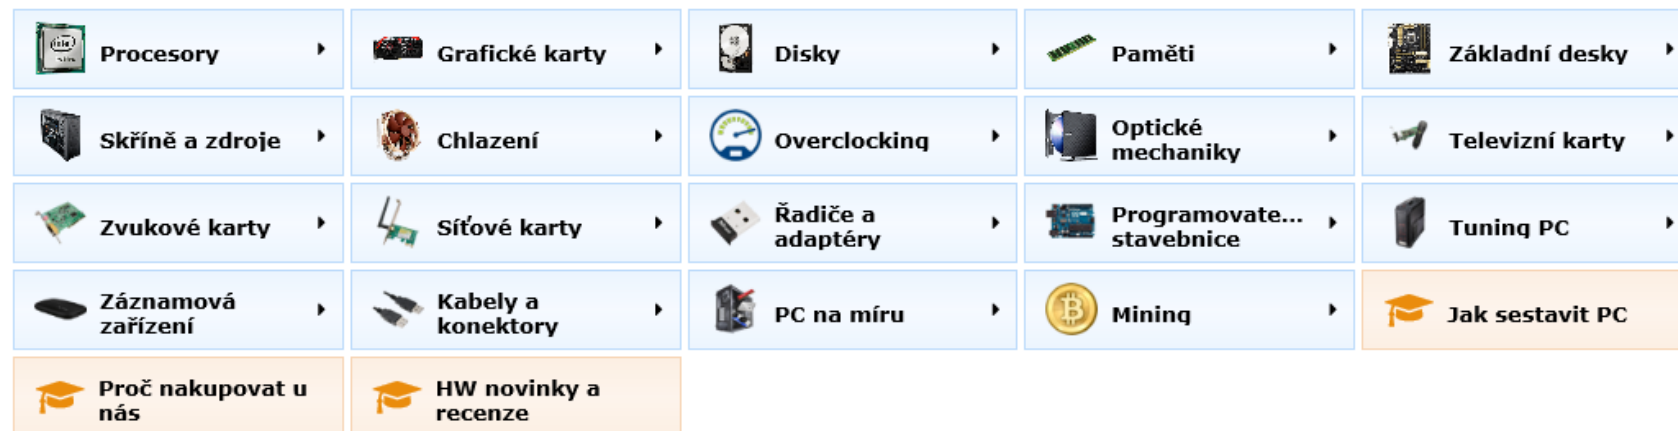 Procesory
Grafické karty
Disky
Paměti
Základní desky
Skříně a zdroje
Chlazení
Overclocking
Optické
mechaniky
Televizní karty
Zvukové karty
Síťové karty
Řadiče a
adaptéry
Programovate...
stavebnice
Tuning PC
Záznamová
zařízení
Kabely a
konektory
PC na míru
Mining
Jak sestavit PC
Proč nakupovat u
nás
HW novinky a
recenze